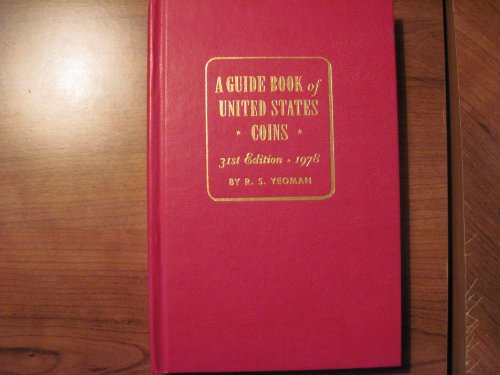 A GUIDE BOOK of
UNITED STATES
* COINS *
31st Edition • 1978
BY R. S. YEOMAN